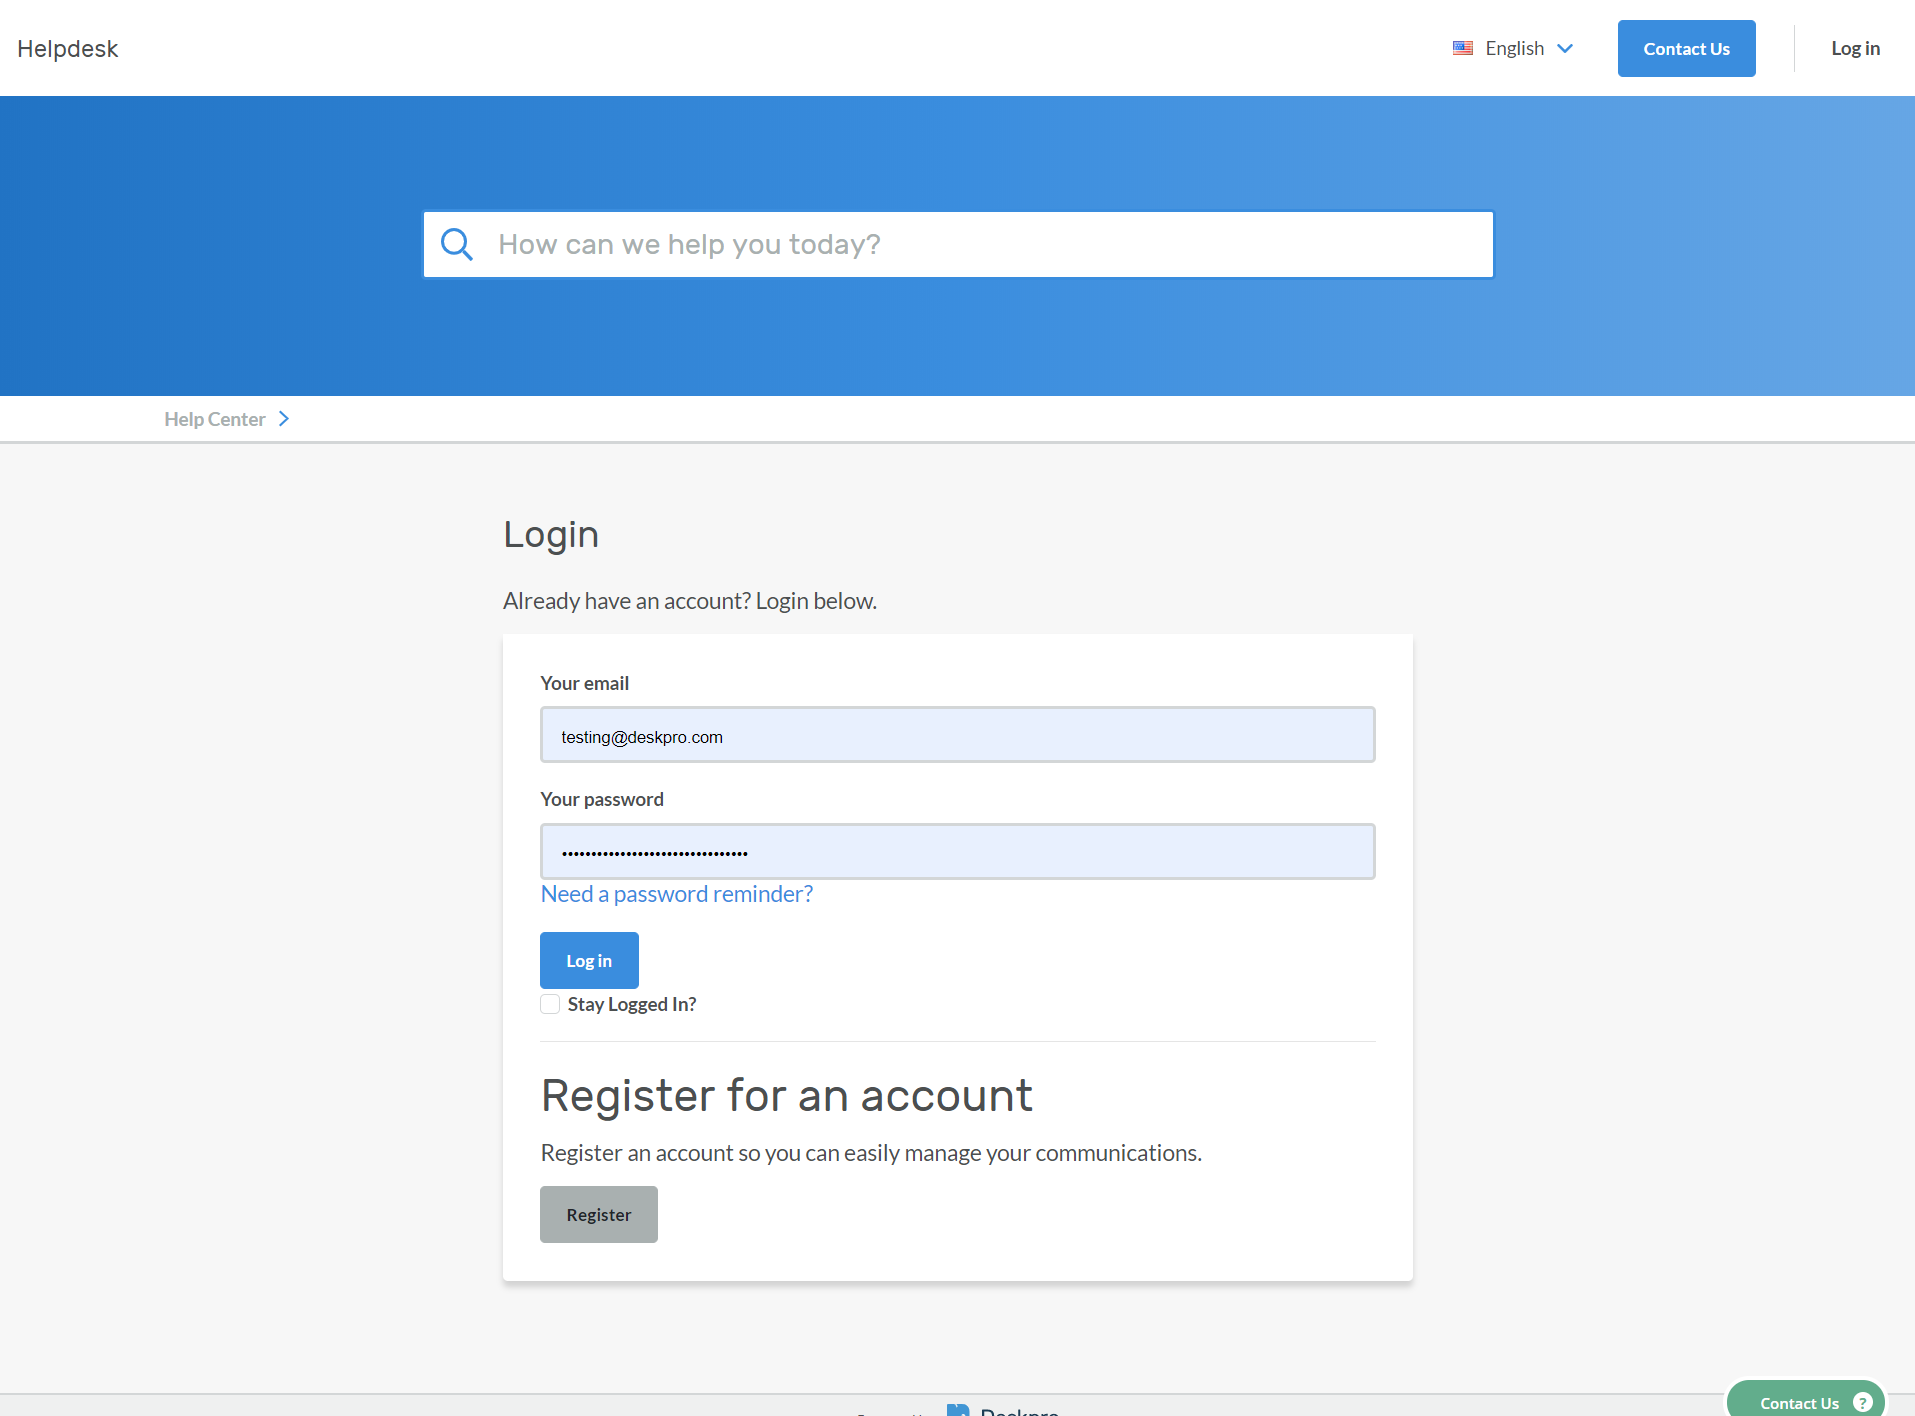 Helpdesk
English
Contact Us
Log in
How can we help you today?
Help Center
Login
Already have an account? Login below.
Your email
testing@deskpro.com
Your password
••••••••••••••••••••••••••••••••
Need a password reminder?
Log in
Stay Logged In?
Register for an account
Register an account so you can easily manage your communications.
Register
Deskpro
Contact Us ?